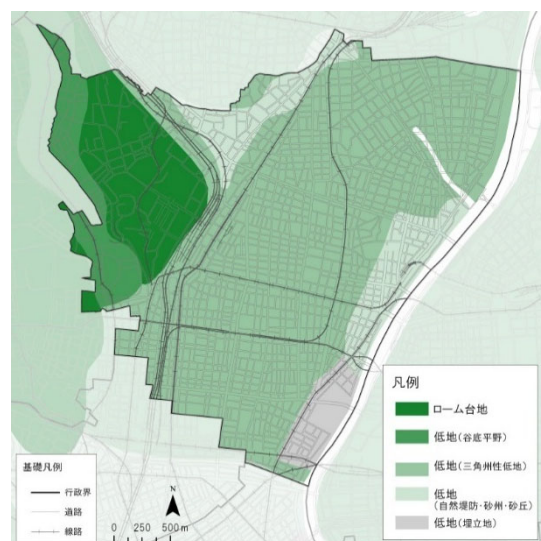 凡例
ローム台地
低地(谷底平野)
低地(三角州性低地)
低地
(自然堤防・砂州・砂丘)
低地(埋立地)
基礎凡例
行政界
道路
線路
N
0 250 500 m